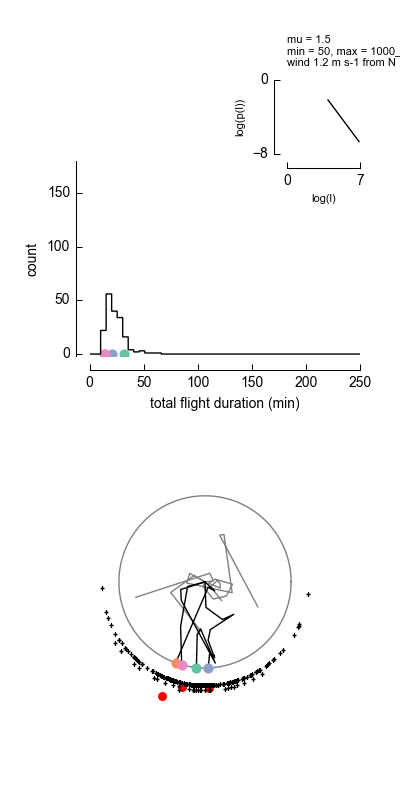 mu = 1.5
min = 50, max = 1000_
wind 1.2 m s-1 from N
0
log(p(l))
−8
0
7
log(l)
150
100
count
50
0
0
50
100
150
200
250
total flight duration (min)